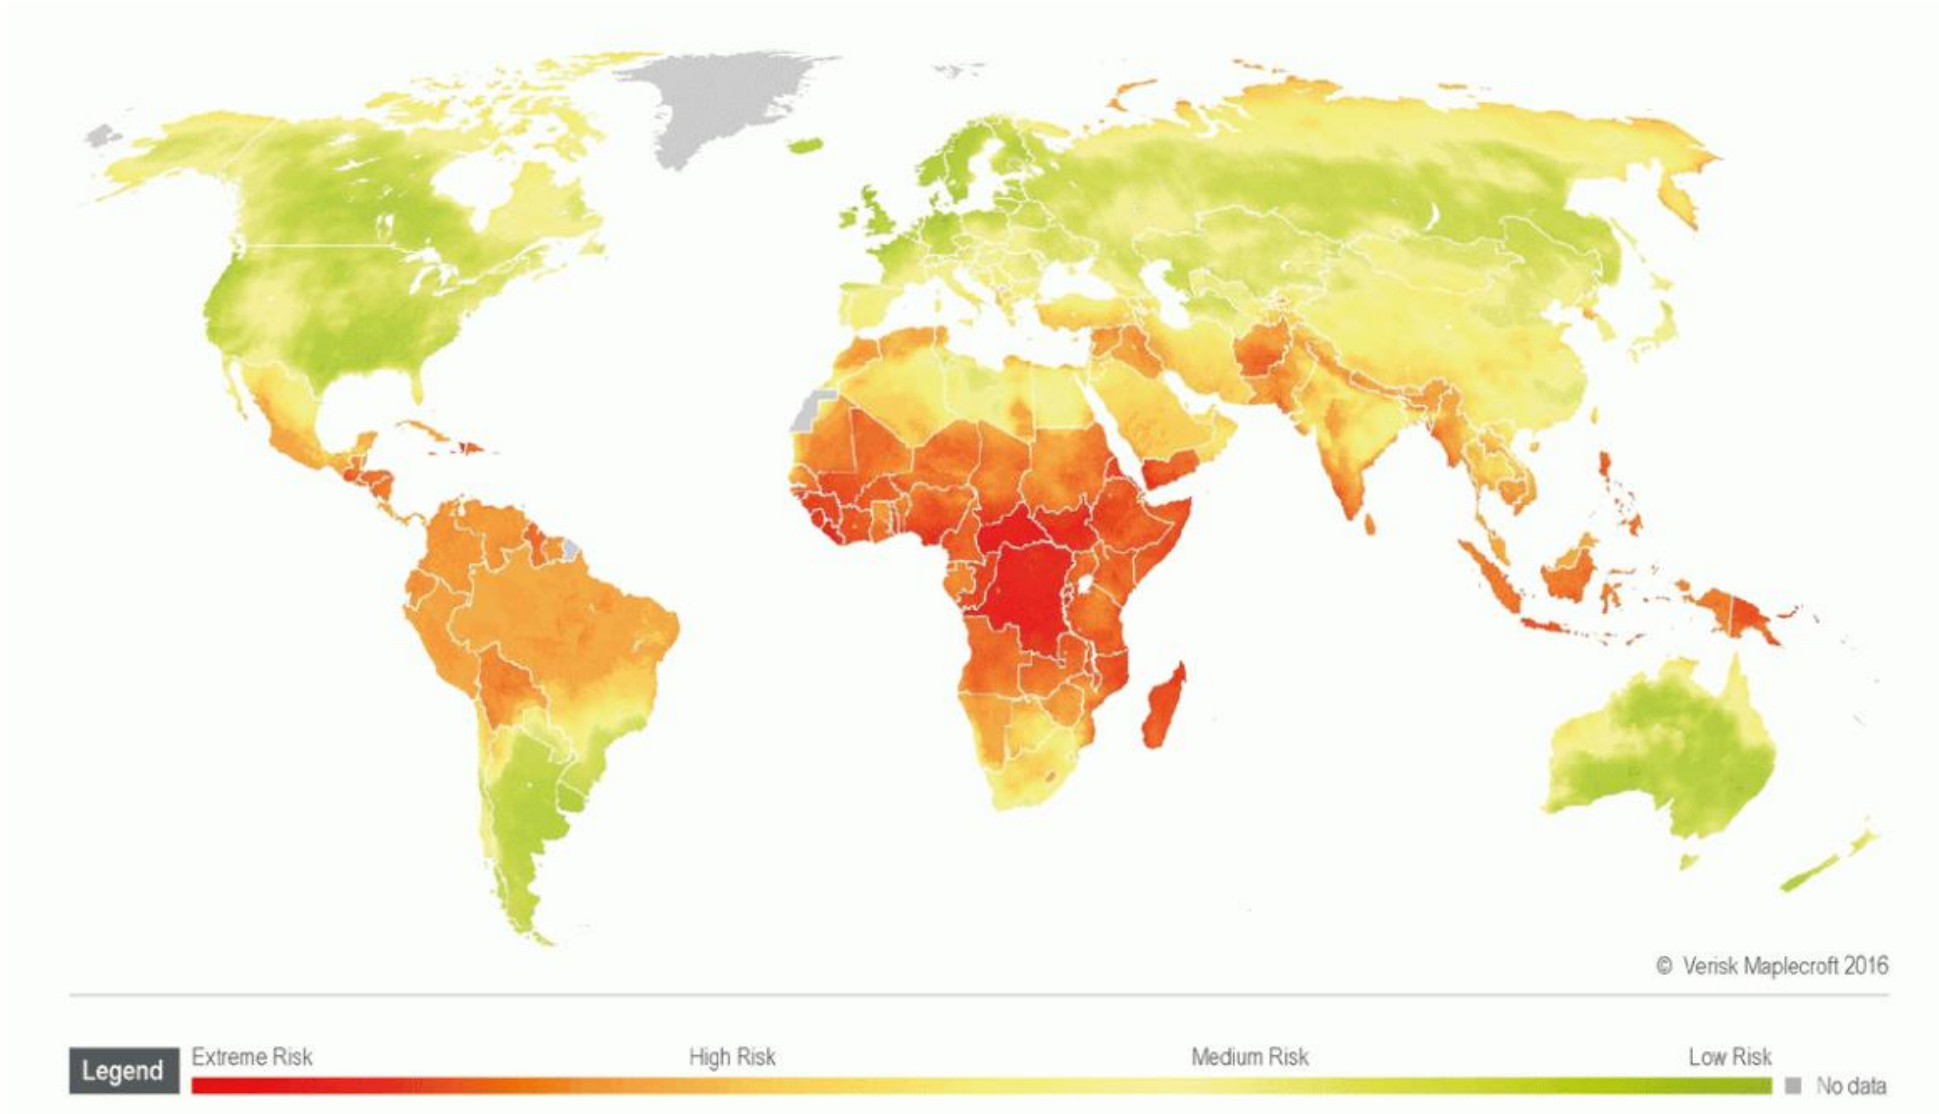 © Verisk Maplecroft 2016
Legend
Extreme Risk High Risk Medium Risk Low Risk
No data